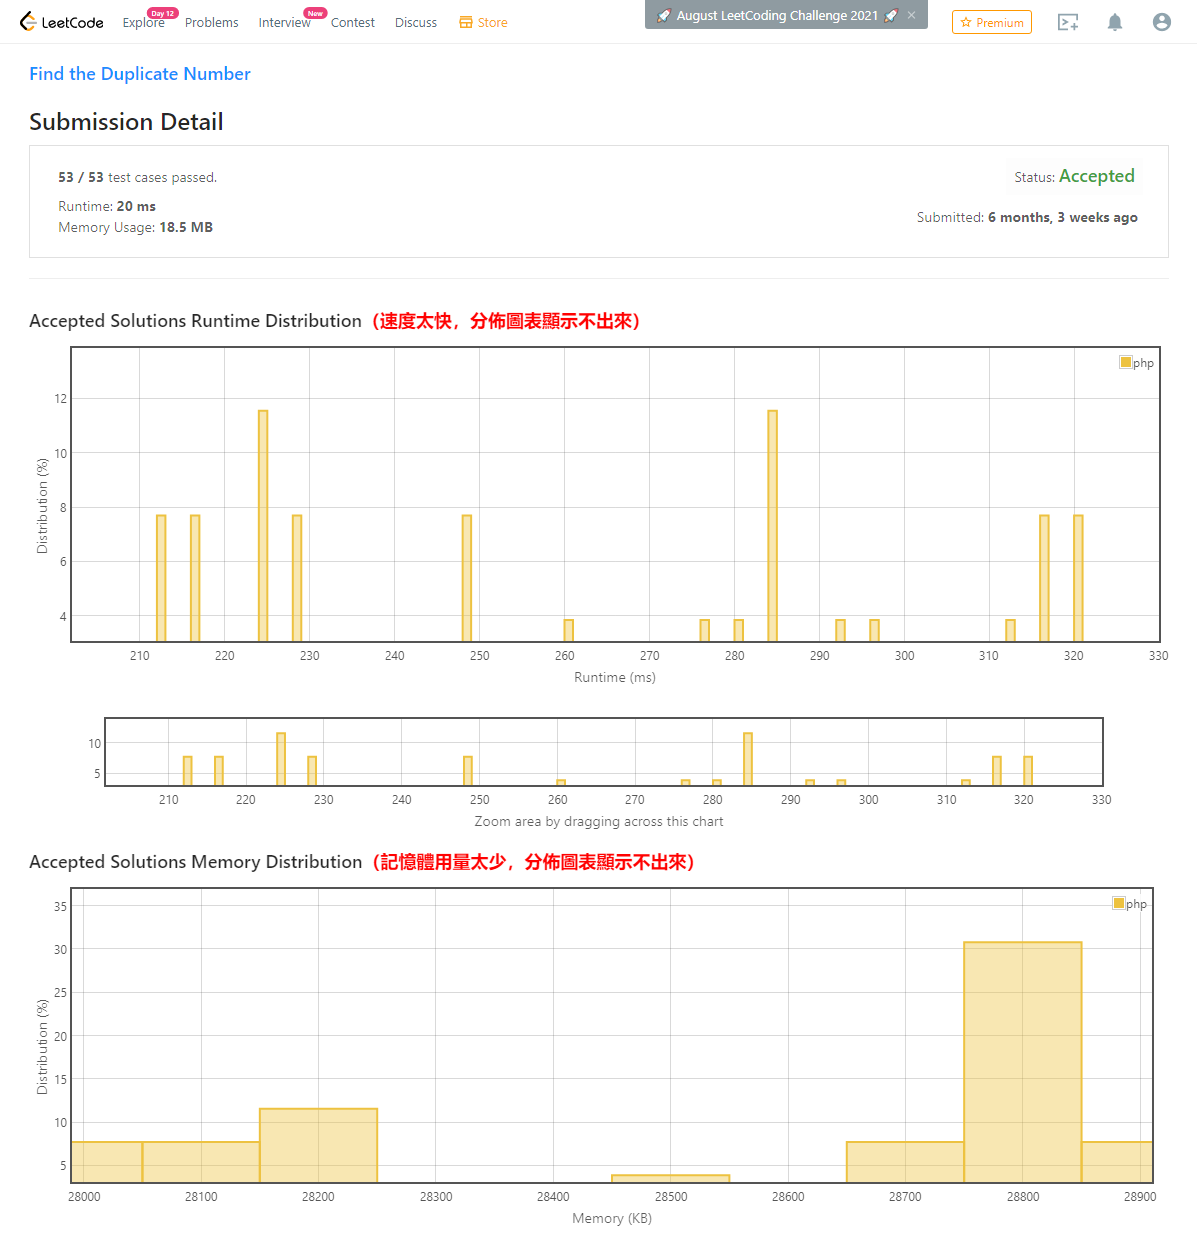 LeetCode
Explore
Day 12
Problems
Interview
New
Contest
Discuss
Store
🚀 August LeetCoding Challenge 2021 🚀 ×
Premium
Find the Duplicate Number
Submission Detail
53 / 53 test cases passed.
Status: Accepted
Runtime: 20 ms
Submitted: 6 months, 3 weeks ago
Memory Usage: 18.5 MB
Accepted Solutions Runtime Distribution（速度太快，分佈圖表顯示不出來）
php
Distribution (%)
12
10
8
6
4
210 220 230 240 250 260 270 280 290 300 310 320 330
Runtime (ms)
10
5
210 220 230 240 250 260 270 280 290 300 310 320 330
Zoom area by dragging across this chart
Accepted Solutions Memory Distribution（記憶體用量太少，分佈圖表顯示不出來）
php
Distribution (%)
35
30
25
20
15
10
5
28000 28100 28200 28300 28400 28500 28600 28700 28800 28900
Memory (KB)